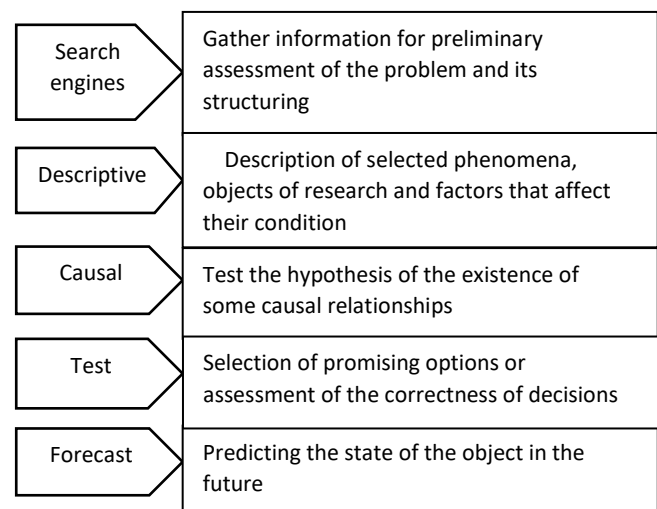 Search
engines
Gather information for preliminary
assessment of the problem and its
structuring
Descriptive
Description of selected phenomena,
objects of research and factors that affect
their condition
Causal
Test the hypothesis of the existence of
some causal relationships
Test
Selection of promising options or
assessment of the correctness of decisions
Forecast
Predicting the state of the object in the
future